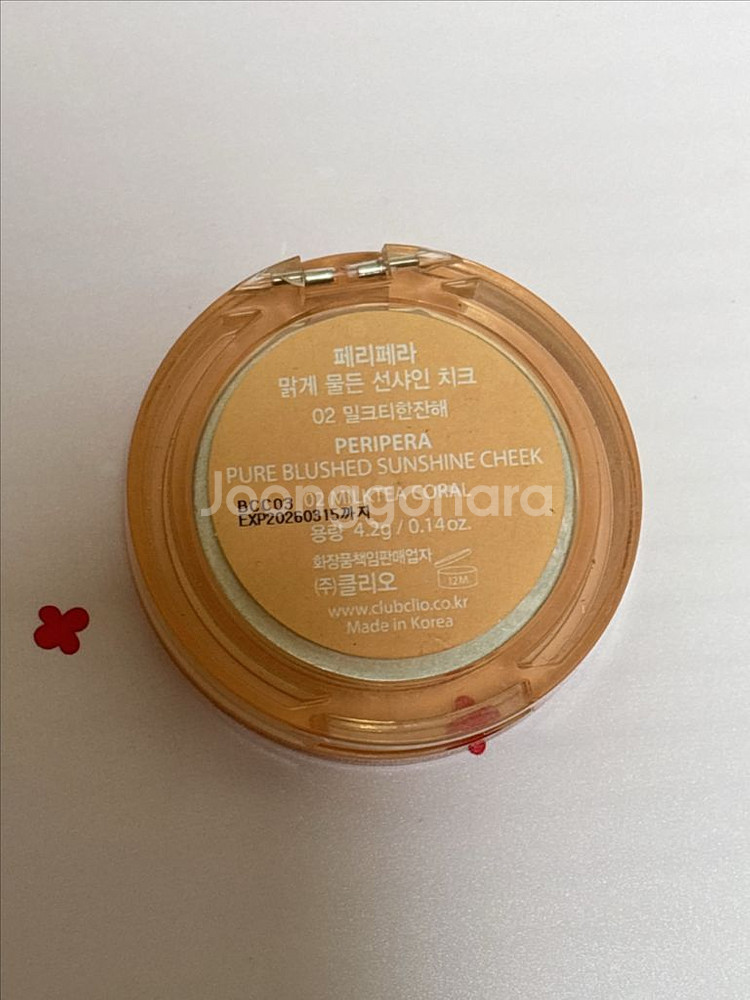 페리페라
맑게 물든 선샤인 치크
02 밀크티한잔해
PERIPERA
PURE BLUSHED SUNSHINE CHEEK
02 MILKTEA CORAL
Joonggonara
BCC03
EXP20260315까지
용량 4.2g / 0.14oz.
화장품책임판매업자
(주)클리오
12M
www.clubclio.co.kr
Made in Korea